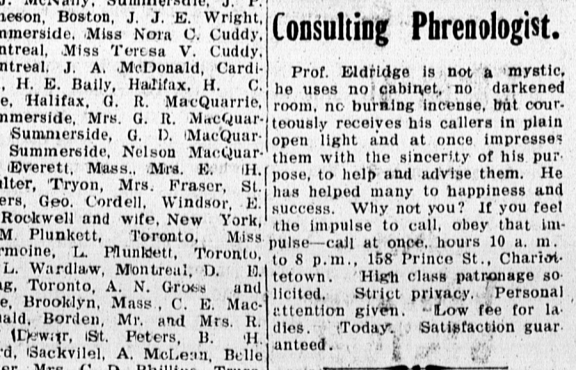 J. McNally, Summerside, J. P.
meson, Boston, J. J. E. Wright,
mmerside, Miss Nora C. Cuddy,
ntreal, Miss Teresa V. Cuddy,
ntreal, J. A. McDonald, Cardi-
, H. E. Baily, Halifax, H. C.
e, Halifax, G. R. MacQuarrie,
mmerside, Mrs. G. R. MacQuar-
Summerside, G. D. MacQuar-
Summerside, Nelson MacQuar-
Everett, Mass., Mrs. E. H.
ulter, Tryon, Mrs. Fraser, St.
ers, Geo. Cordell, Windsor, E.
Rockwell and wife, New York,
M. Plunkett, Toronto, Miss
rmoine, L. Plunkett, Toronto,
L. Wardlaw, Montreal, D. E.
ng, Toronto, A. N. Gross and
e, Brooklyn, Mass., C. E. Mac-
nald, Borden, Mr. and Mrs. R.
Dewar, St. Peters, B. H.
rd, Sackvilel, A. McLean, Belle
Mrs. C. D.
Consulting Phrenologist.
Prof. Eldridge is not a mystic,
he uses no cabinet, no darkened
room, no burning incense, but cour-
teously receives his callers in plain
open light and at once impresses
them with the sincerity of his pur-
pose, to help and advise them. He
has helped many to happiness and
success. Why not you? If you feel
the impulse to call, obey that im-
pulse—call at once, hours 10 a. m.
to 8 p.m., 158 Prince St., Charlot-
tetown. High class patronage so-
licited. Strict privacy. Personal
attention given. Low fee for la-
dies. Today. Satisfaction guar-
anteed.